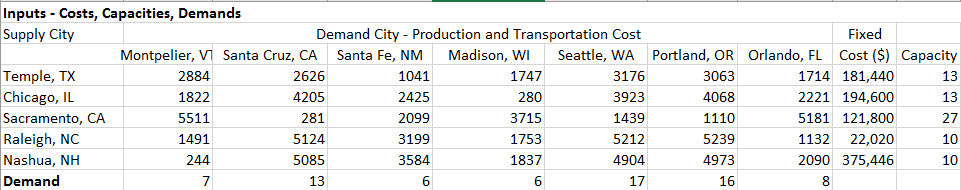 Inputs - Costs, Capacities, Demands
Supply City Demand City - Production and Transportation Cost Fixed
Montpelier, VT Santa Cruz, CA Santa Fe, NM Madison, WI Seattle, WA Portland, OR Orlando, FL Cost ($) Capacity
Temple, TX 2884 2626 1041 1747 3176 3063 1714 181,440 13
Chicago, IL 1822 4205 2425 280 3923 4068 2221 194,600 13
Sacramento, CA 5511 281 2099 3715 1439 1110 5181 121,800 27
Raleigh, NC 1491 5124 3199 1753 5212 5239 1132 22,020 10
Nashua, NH 244 5085 3584 1837 4904 4973 2090 375,446 10
Demand 7 13 6 6 17 16 8